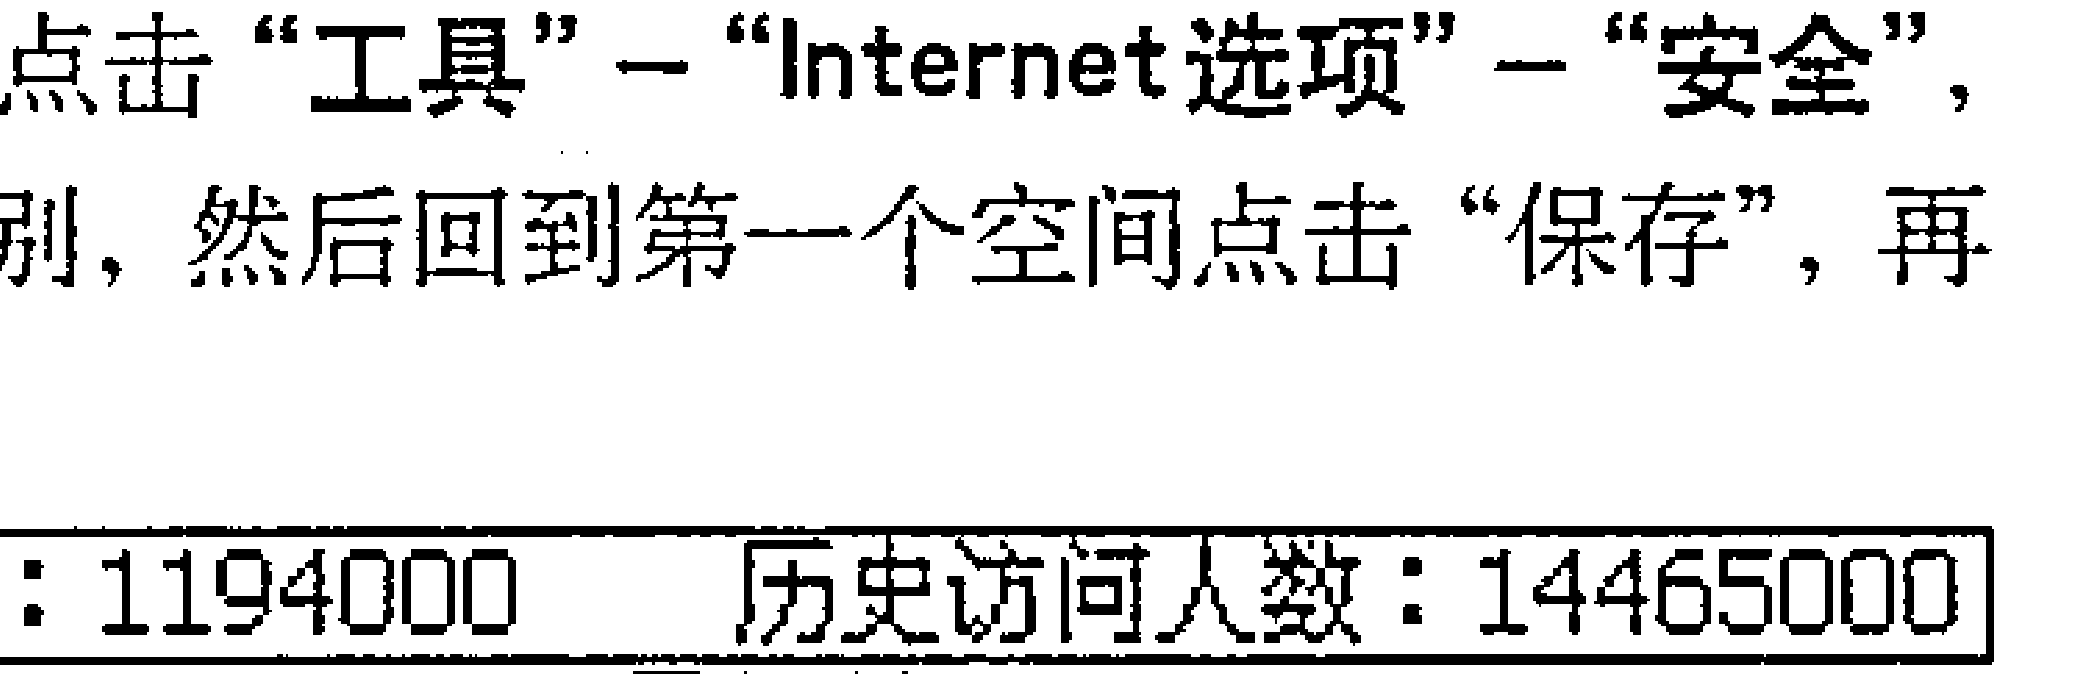 点击“工具”－“Internet选项”－“安全”，
别，然后回到第一个空间点击“保存”，再
：1194000 历史访问人数：14465000